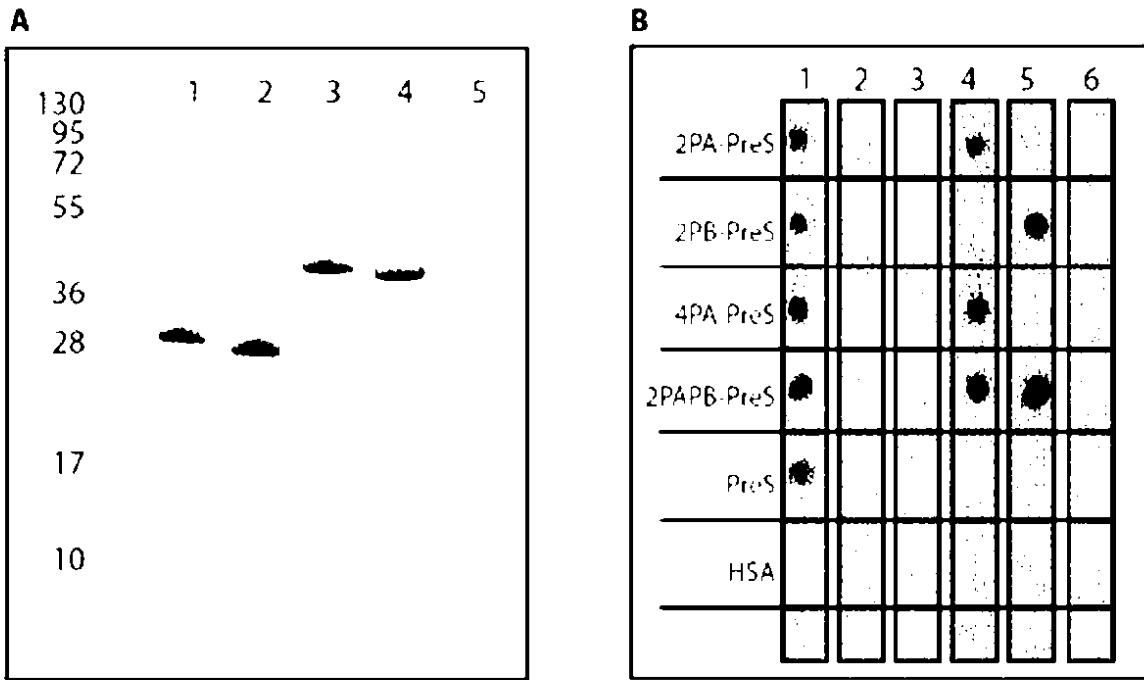 A
1 2 3 4 5
130
95
72
55
36
28
17
10
B
1 2 3 4 5 6
2PA-PreS
2PB-PreS
4PA-PreS
2PAPB-PreS
PreS
HSA